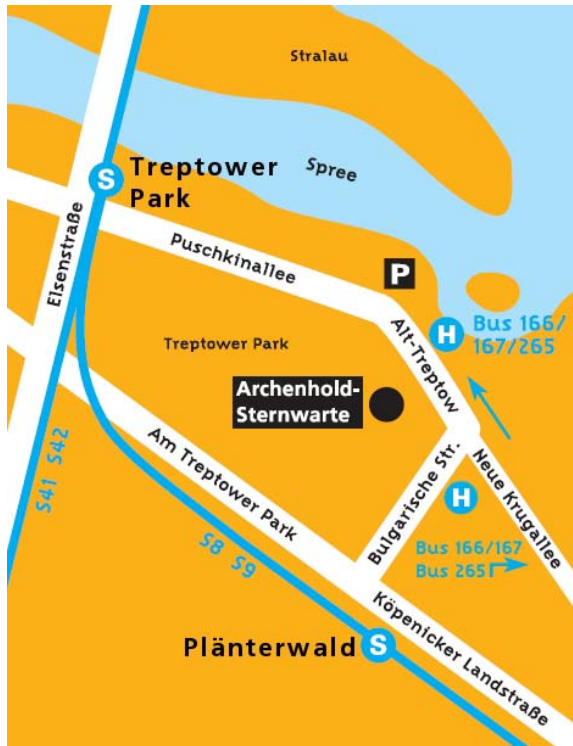 Stralau
Spree
S
Treptower
Park
Elsenstraße
Puschkinallee
P
H
Bus 166/
167/265
Alt-Treptow
Treptower Park
Archenhold-
Sternwarte
Am Treptower Park
S41 S42
Bulgarische Str.
Neue Krugallee
H
S8 S9
Bus 166/167
Bus 265
Köpenicker Landstraße
Plänterwald
S